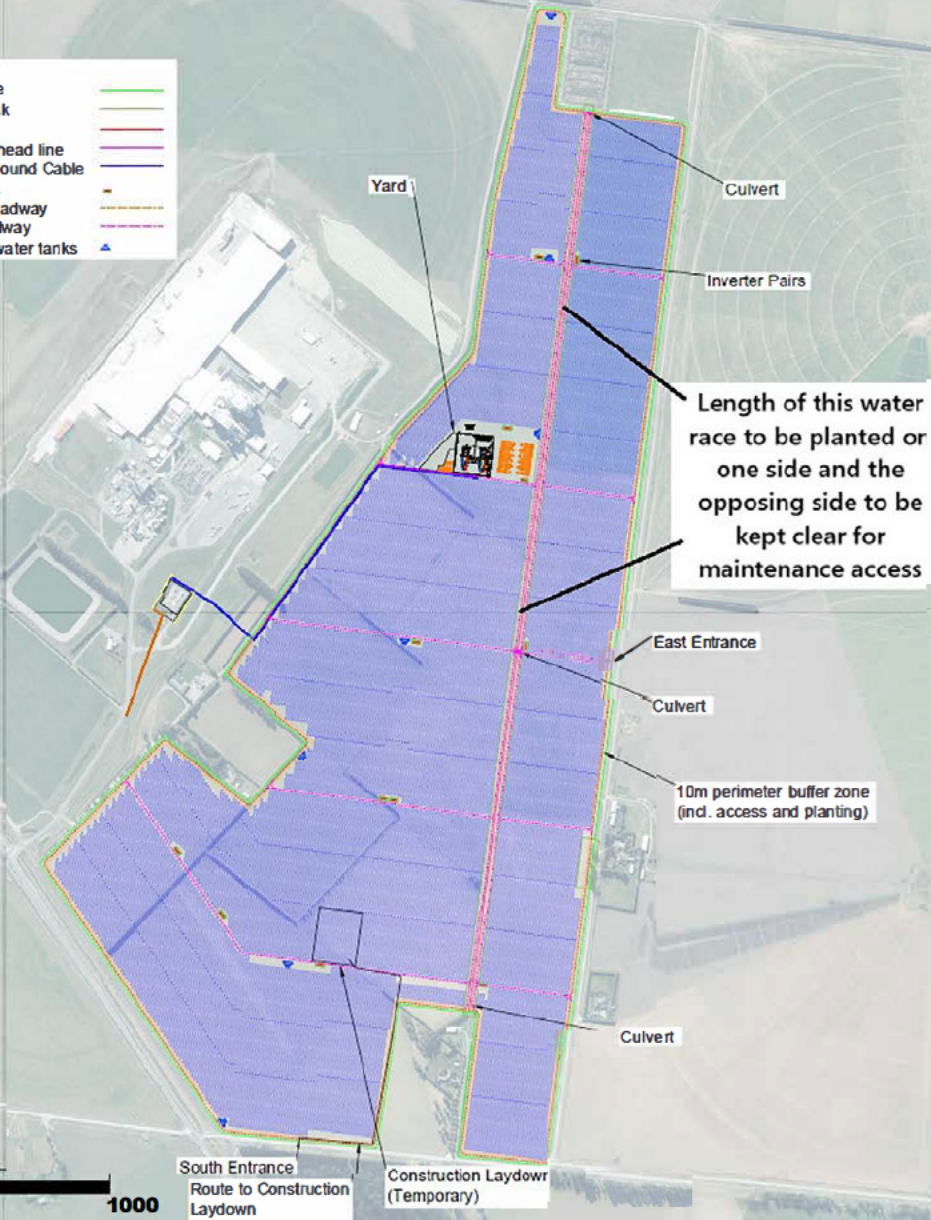 head line
ound Cable
adway
lway
water tanks
Yard
Culvert
Inverter Pairs
Length of this water
race to be planted or
one side and the
opposing side to be
kept clear for
maintenance access
East Entrance
Culvert
10m perimeter buffer zone
(incl. access and planting)
Culvert
South Entrance
Route to Construction
Laydown
Construction Laydowr
(Temporary)
1000